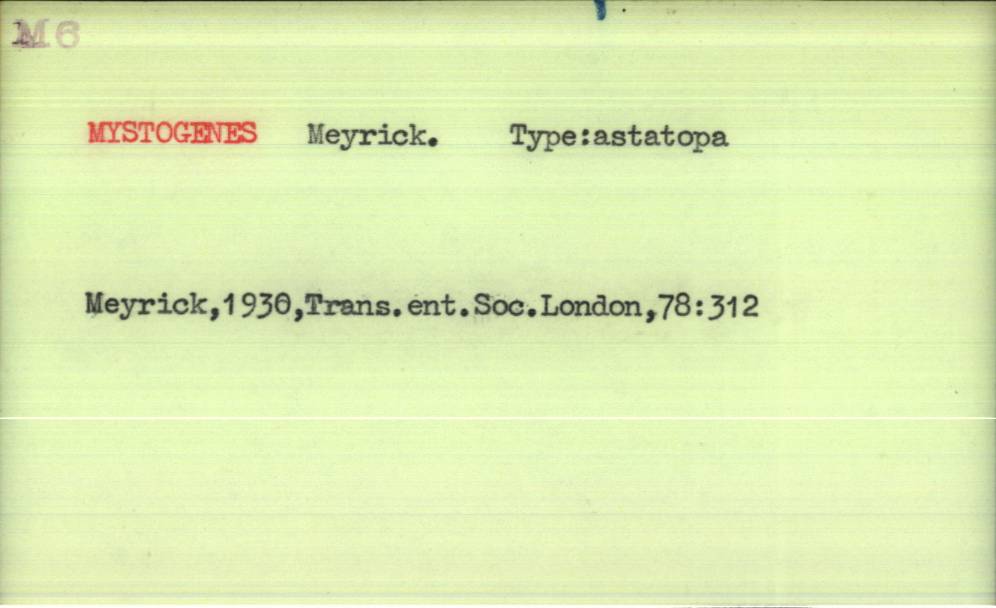 M6
MYSTOGENES Meyrick. Type:astatopa
Meyrick,1930,Trans.ent.Soc.London,78:312